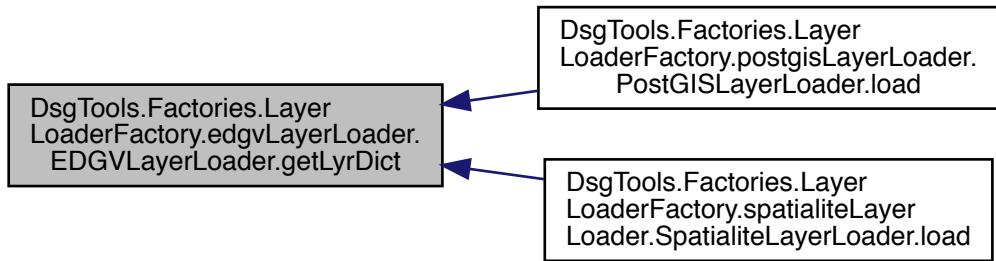 DsgTools.Factories.Layer
LoaderFactory.edgvLayerLoader.
EDGVLayerLoader.getLyrDict
DsgTools.Factories.Layer
LoaderFactory.postgisLayerLoader.
PostGISLayerLoader.load
DsgTools.Factories.Layer
LoaderFactory.spatialiteLayer
Loader.SpatialiteLayerLoader.load